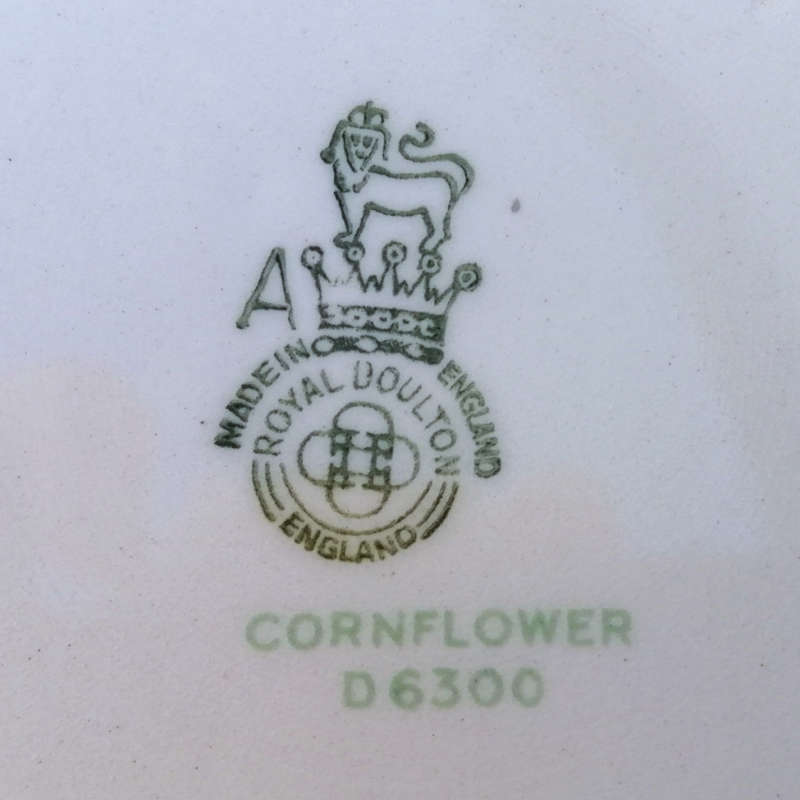 A
MADE IN ENGLAND
ROYAL DOULTON
ENGLAND
CORNFLOWER
D6300